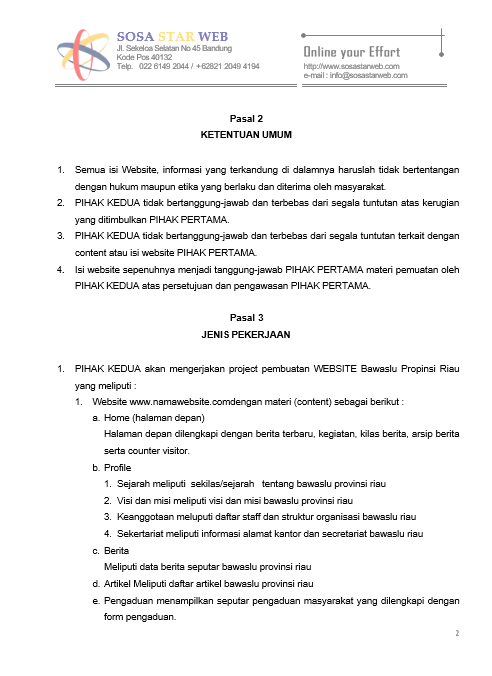 SOSA STAR WEB
Jl. Sekeloa Selatan No 45 Bandung
Kode Pos 40132
Telp.   022 6149 2044 / +62821 2049 4194
Online your Effort
http://www.sosastarweb.com
e-mail : info@sosastarweb.com
Pasal 2
KETENTUAN UMUM
1. Semua isi Website, informasi yang terkandung di dalamnya haruslah tidak bertentangan
dengan hukum maupun etika yang berlaku dan diterima oleh masyarakat.
2. PIHAK KEDUA tidak bertanggung-jawab dan terbebas dari segala tuntutan atas kerugian
yang ditimbulkan PIHAK PERTAMA.
3. PIHAK KEDUA tidak bertanggung-jawab dan terbebas dari segala tuntutan terkait dengan
content atau isi website PIHAK PERTAMA.
4. Isi website sepenuhnya menjadi tanggung-jawab PIHAK PERTAMA materi pemuatan oleh
PIHAK KEDUA atas persetujuan dan pengawasan PIHAK PERTAMA.
Pasal 3
JENIS PEKERJAAN
1. PIHAK KEDUA akan mengerjakan project pembuatan WEBSITE Bawaslu Propinsi Riau
yang meliputi :
1. Website www.namawebsite.comdengan materi (content) sebagai berikut :
a. Home (halaman depan)
Halaman depan dilengkapi dengan berita terbaru, kegiatan, kilas berita, arsip berita
serta counter visitor.
b. Profile
1. Sejarah meliputi  sekilas/sejarah   tentang bawaslu provinsi riau
2. Visi dan misi meliputi visi dan misi bawaslu provinsi riau
3. Keanggotaan meluputi daftar staff dan struktur organisasi bawaslu riau
4. Sekertariat meliputi informasi alamat kantor dan secretariat bawaslu riau
c. Berita
Meliputi data berita seputar bawaslu provinsi riau
d. Artikel Meliputi daftar artikel bawaslu provinsi riau
e. Pengaduan menampilkan seputar pengaduan masyarakat yang dilengkapi dengan
form pengaduan.
2